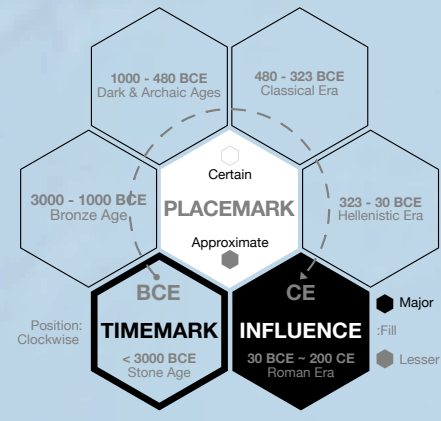 1000 - 480 BCE
Dark & Archaic Ages
480 - 323 BCE
Classical Era
Certain
3000 - 1000 BCE
Bronze Age
PLACEMARK
323 - 30 BCE
Hellenistic Era
Approximate
BCE
CE
Major
Position:
Clockwise
TIMEMARK
INFLUENCE
:Fill
< 3000 BCE
Stone Age
30 BCE ~ 200 CE
Roman Era
Lesser